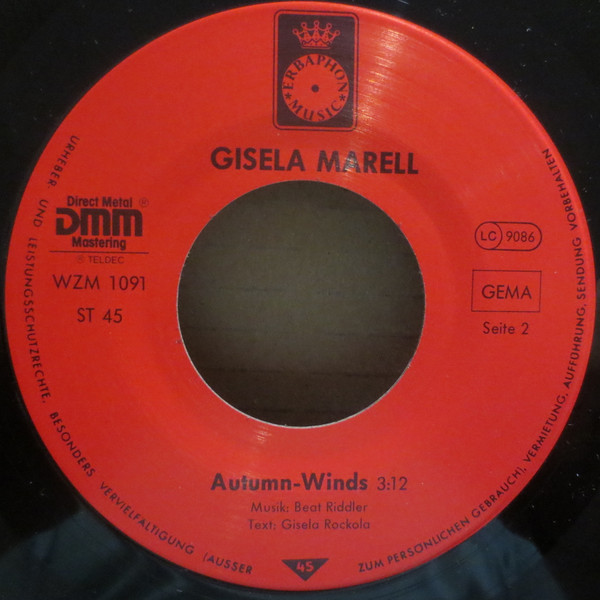 ERBAPHON
MUSIC
GISELA MARELL
Direct Metal ®
DMM
Mastering
℗ TELDEC
WZM 1091
ST 45
LC 9086
GEMA
Seite 2
Autumn-Winds 3:12
Musik: Beat Riddler
Text: Gisela Rockola
45
URHEBER- UND LEISTUNGSSCHUTZRECHTE, BESONDERS VERVIELFÄLTIGUNG (AUSSER ZUM PERSÖNLICHEN GEBRAUCH), VERMIETUNG, AUFFÜHRUNG, SENDUNG VORBEHALTEN